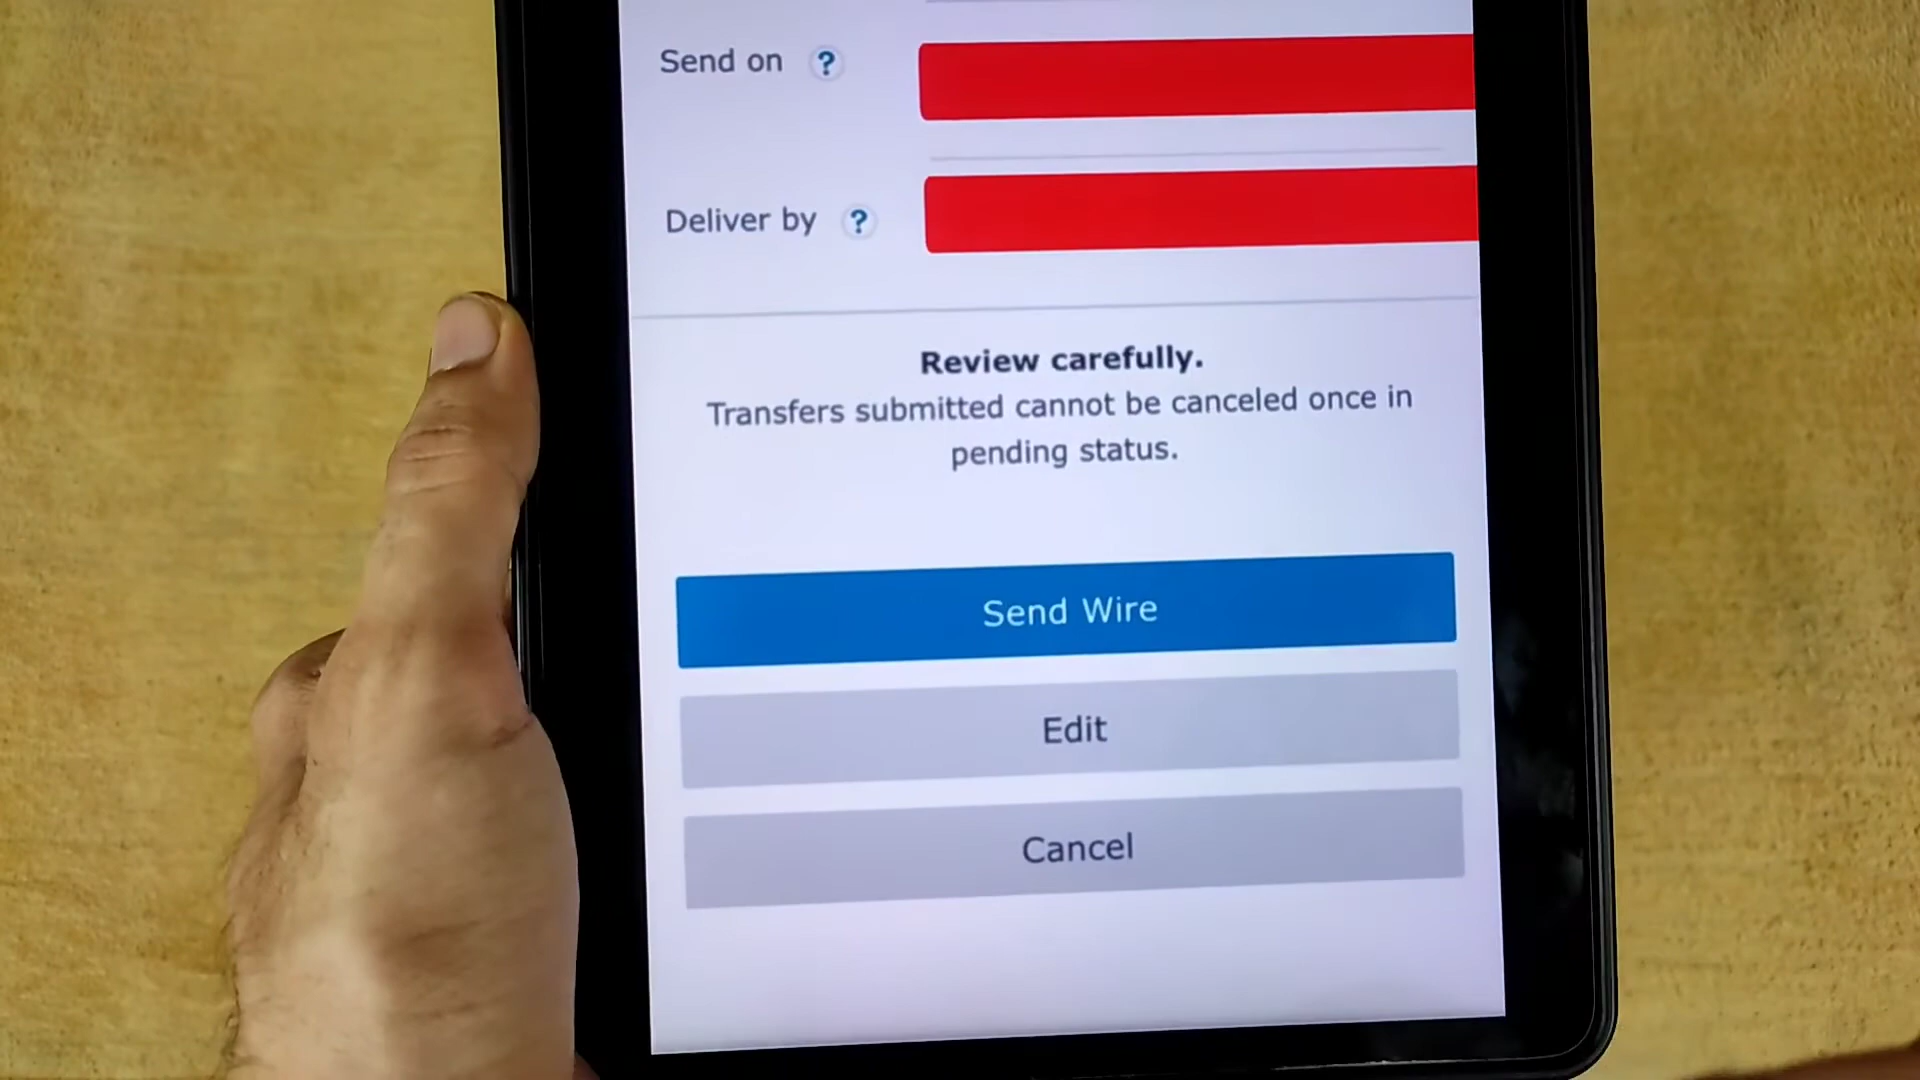 Send on ?
Deliver by ?
Review carefully.
Transfers submitted cannot be canceled once in
pending status.
Send Wire
Edit
Cancel